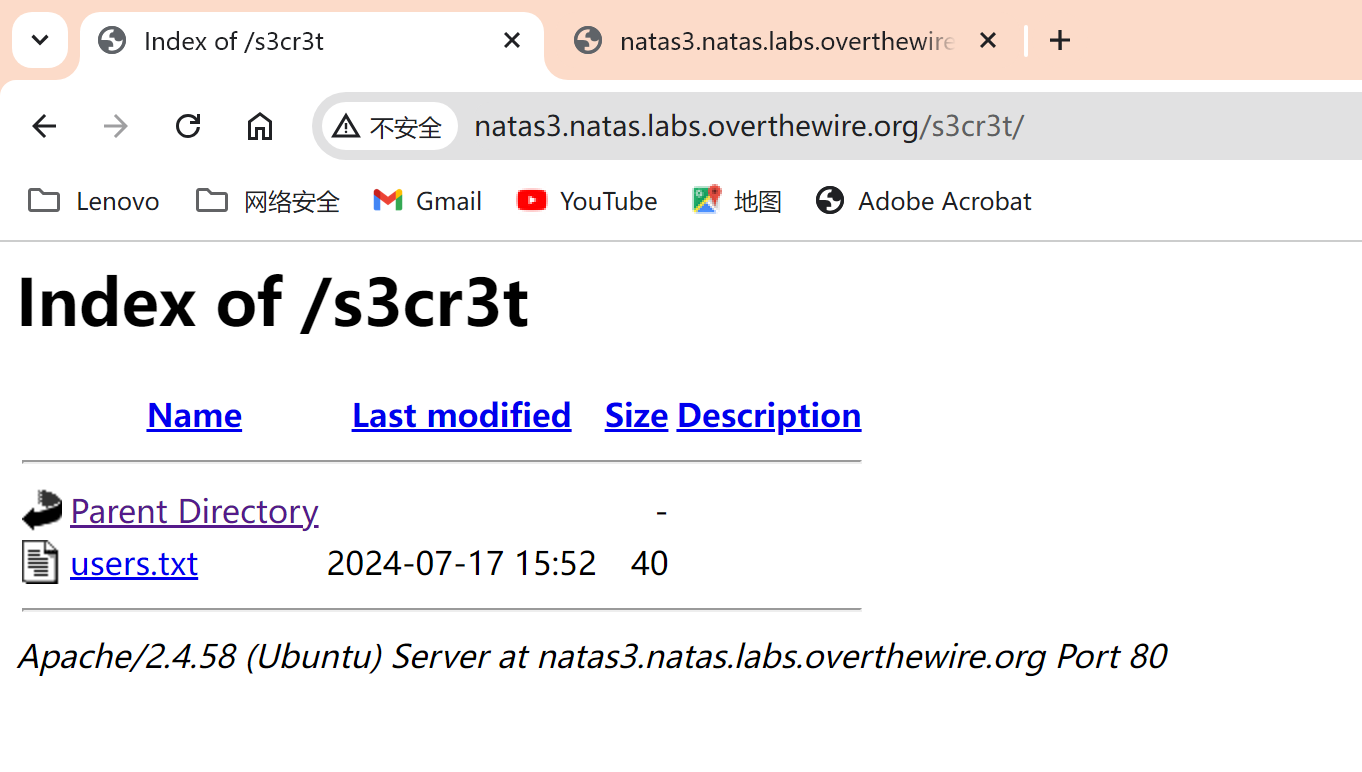 Index of /s3cr3t natas3.natas.labs.overthewire
不安全 natas3.natas.labs.overthewire.org/s3cr3t/
Lenovo 网络安全 Gmail YouTube 地图 Adobe Acrobat
Index of /s3cr3t
Name Last modified Size Description
Parent Directory -
users.txt 2024-07-17 15:52 40
Apache/2.4.58 (Ubuntu) Server at natas3.natas.labs.overthewire.org Port 80